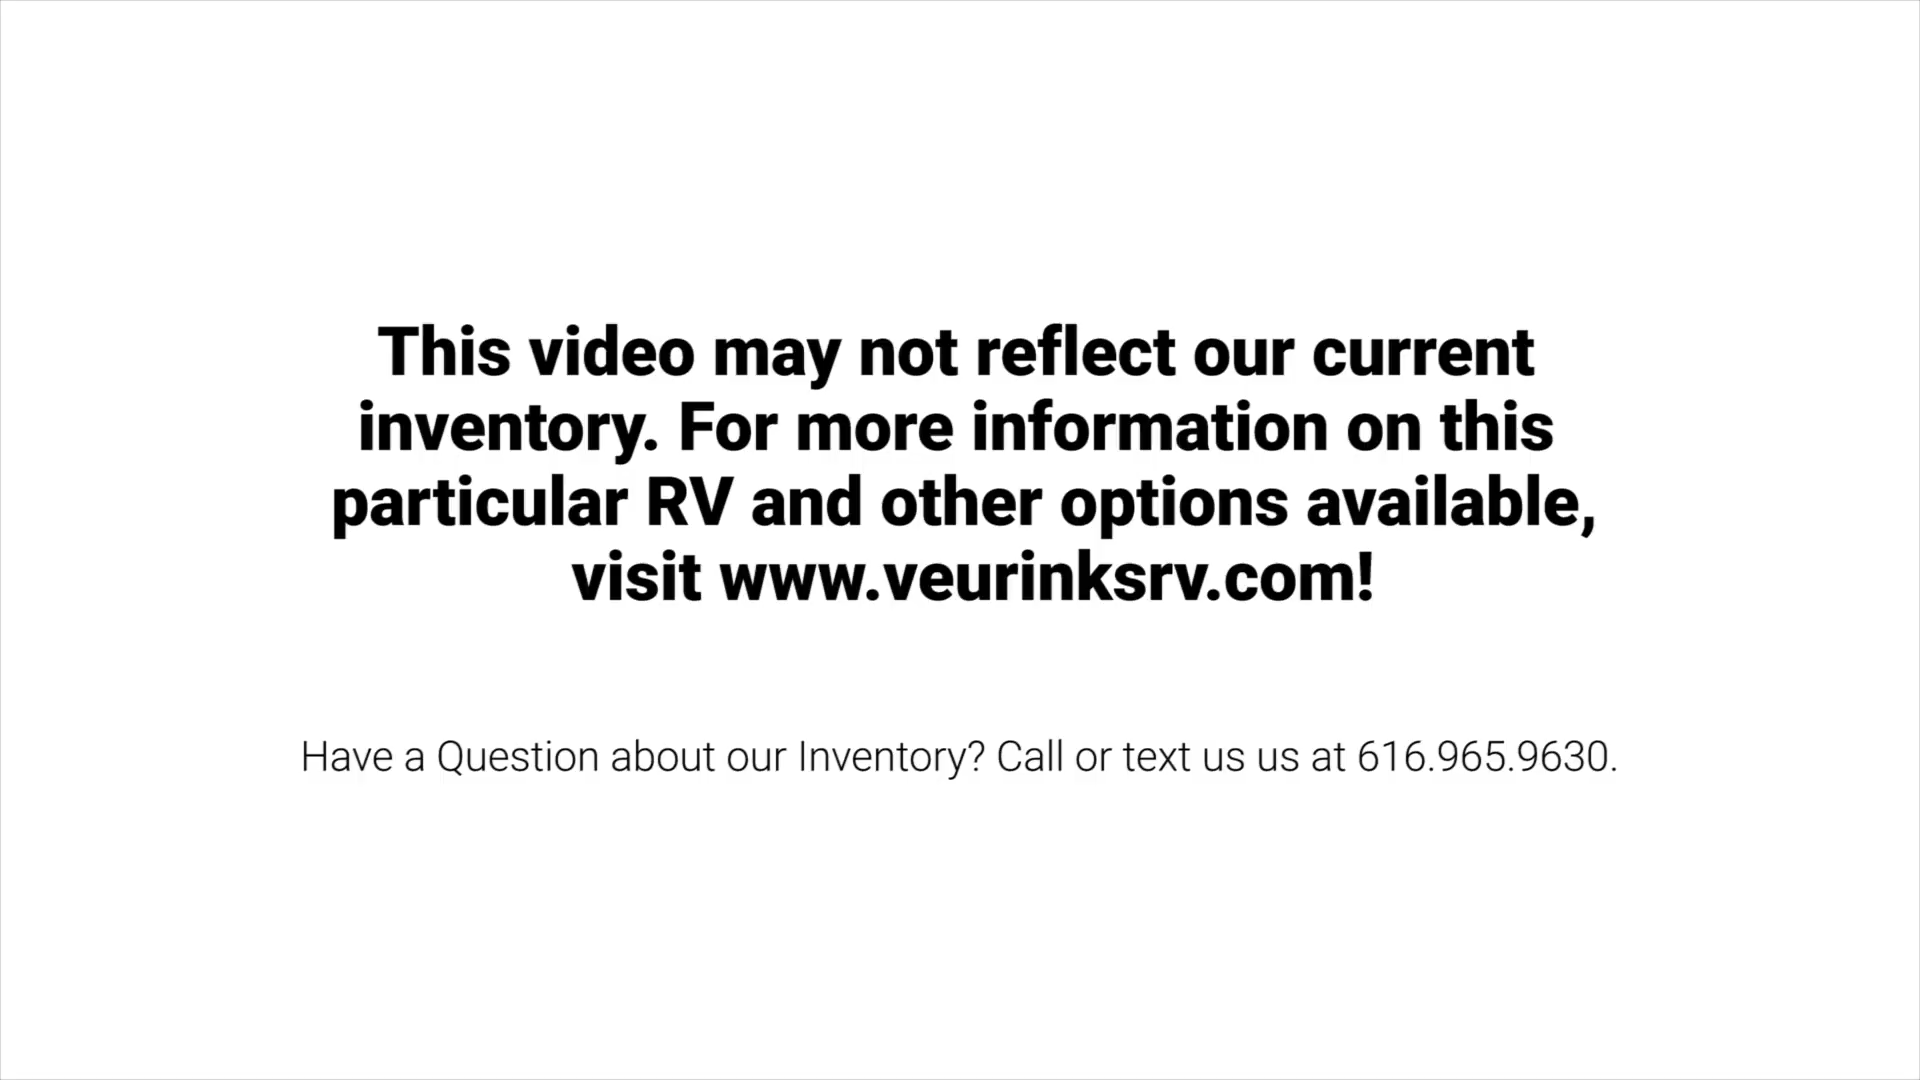 This video may not reflect our current
inventory. For more information on this
particular RV and other options available,
visit www.veurinksrv.com!
Have a Question about our Inventory? Call or text us us at 616.965.9630.